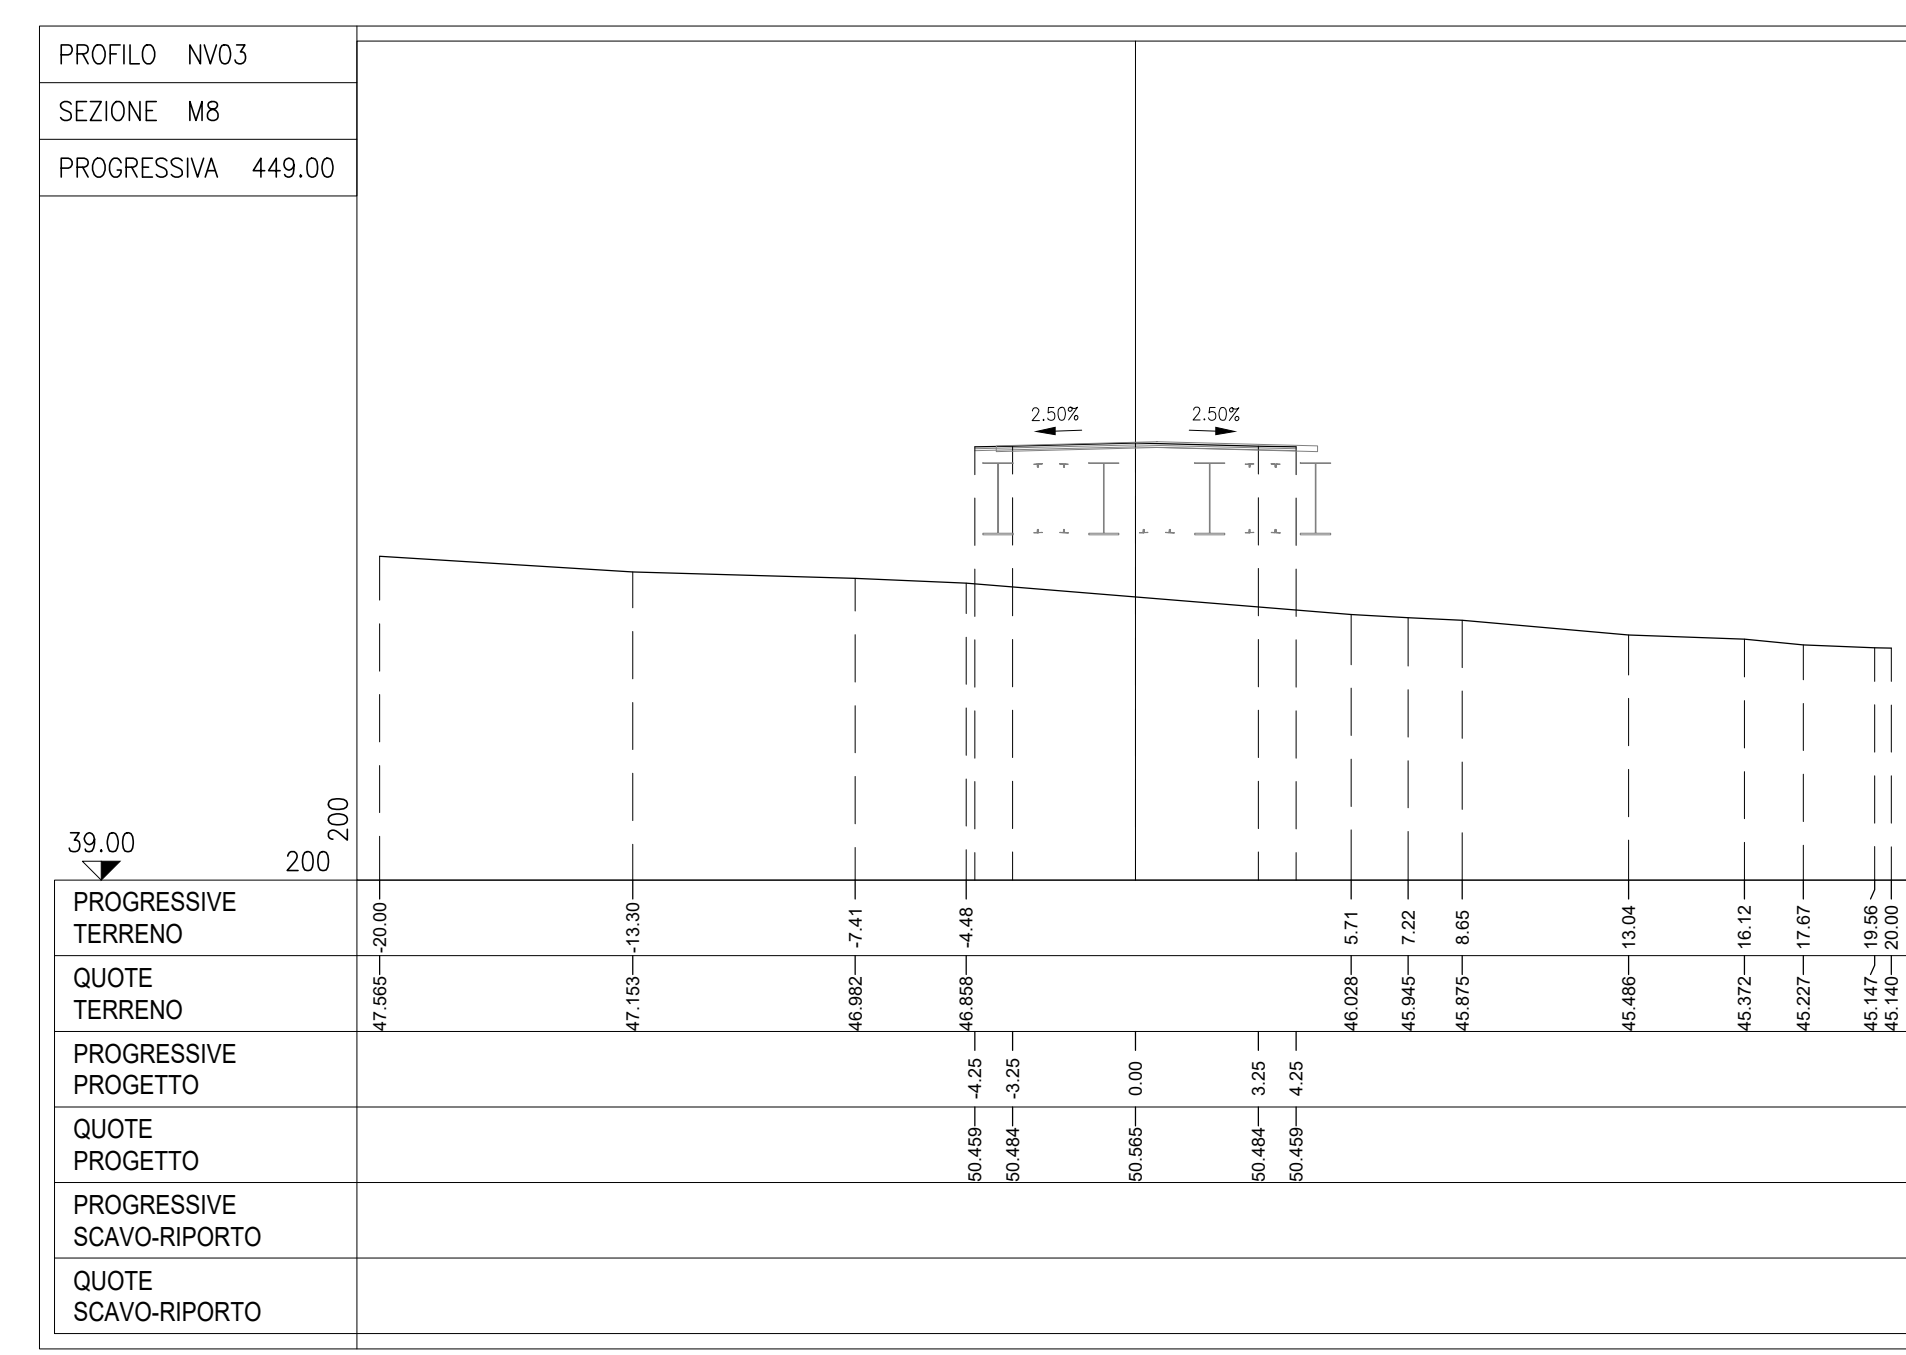 PROFILO NV03
SEZIONE M8
PROGRESSIVA 449.00
2.50% 2.50%
200
39.00
200
PROGRESSIVE
TERRENO
-20.00 -13.30 -7.41 -4.48 5.71 7.22 8.65 13.04 16.12 17.67 19.56 20.00
QUOTE
TERRENO
47.565 47.153 46.982 46.858 46.028 45.945 45.875 45.486 45.372 45.227 45.147 45.140
PROGRESSIVE
PROGETTO
-4.25 -3.25 0.00 3.25 4.25
QUOTE
PROGETTO
50.459 50.484 50.565 50.484 50.459
PROGRESSIVE
SCAVO-RIPORTO
QUOTE
SCAVO-RIPORTO